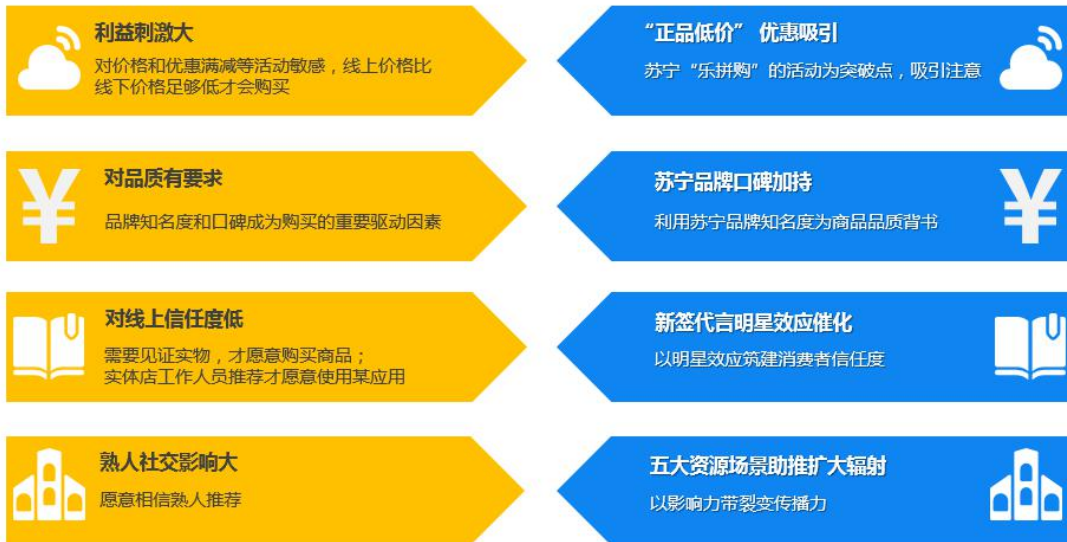 利益刺激大
对价格和优惠满减等活动敏感，线上价格比
线下价格足够低才会购买
“正品低价” 优惠吸引
苏宁“乐拼购”的活动为突破点，吸引注意
对品质有要求
品牌知名度和口碑成为购买的重要驱动因素
苏宁品牌口碑加持
利用苏宁品牌知名度为商品品质背书
对线上信任度低
需要见证实物，才愿意购买商品；
实体店工作人员推荐才愿意使用某应用
新签代言明星效应催化
以明星效应筑建消费者信任度
熟人社交影响大
愿意相信熟人推荐
五大资源场景助推扩大辐射
以影响力带裂变传播力